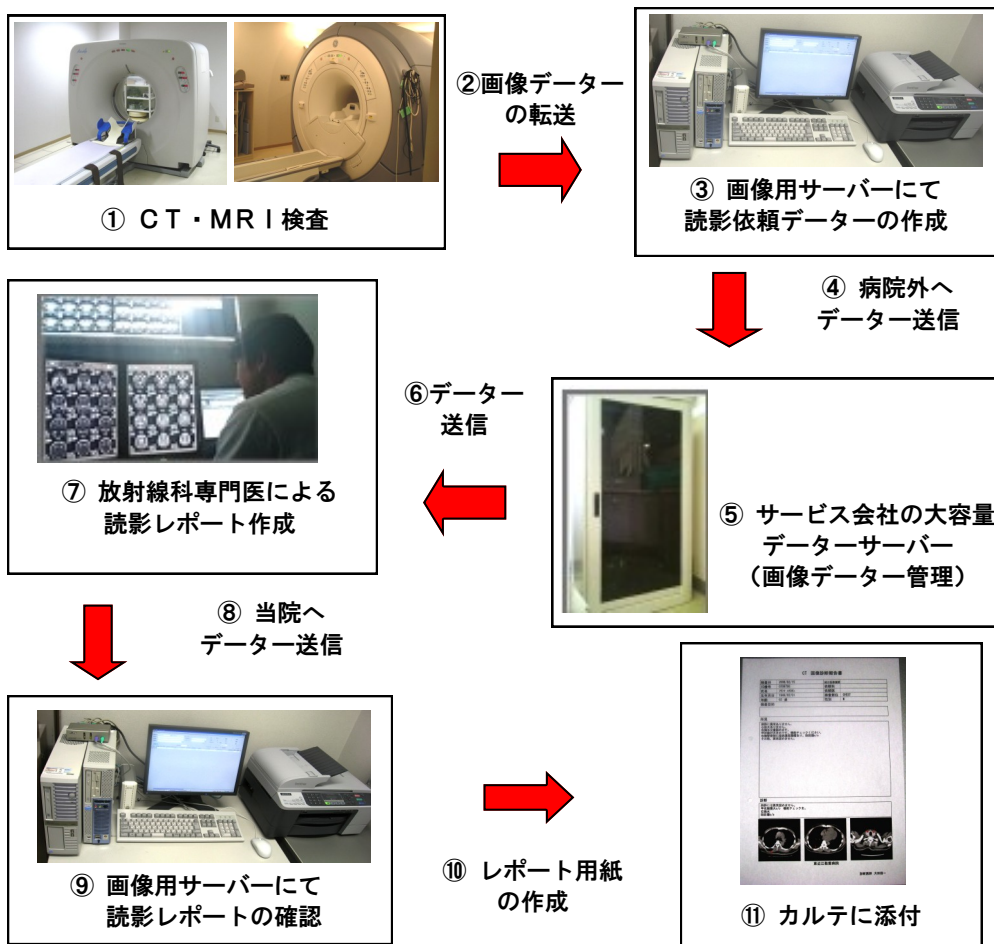 ① ＣＴ・ＭＲＩ検査
②画像データー
の転送
③ 画像用サーバーにて
読影依頼データーの作成
④ 病院外へ
データー送信
⑤ サービス会社の大容量
データーサーバー
（画像データー管理）
⑥データー
送信
⑦ 放射線科専門医による
読影レポート作成
⑧ 当院へ
データー送信
⑨ 画像用サーバーにて
読影レポートの確認
⑩ レポート用紙
の作成
CT 画像診断報告書
⑪ カルテに添付